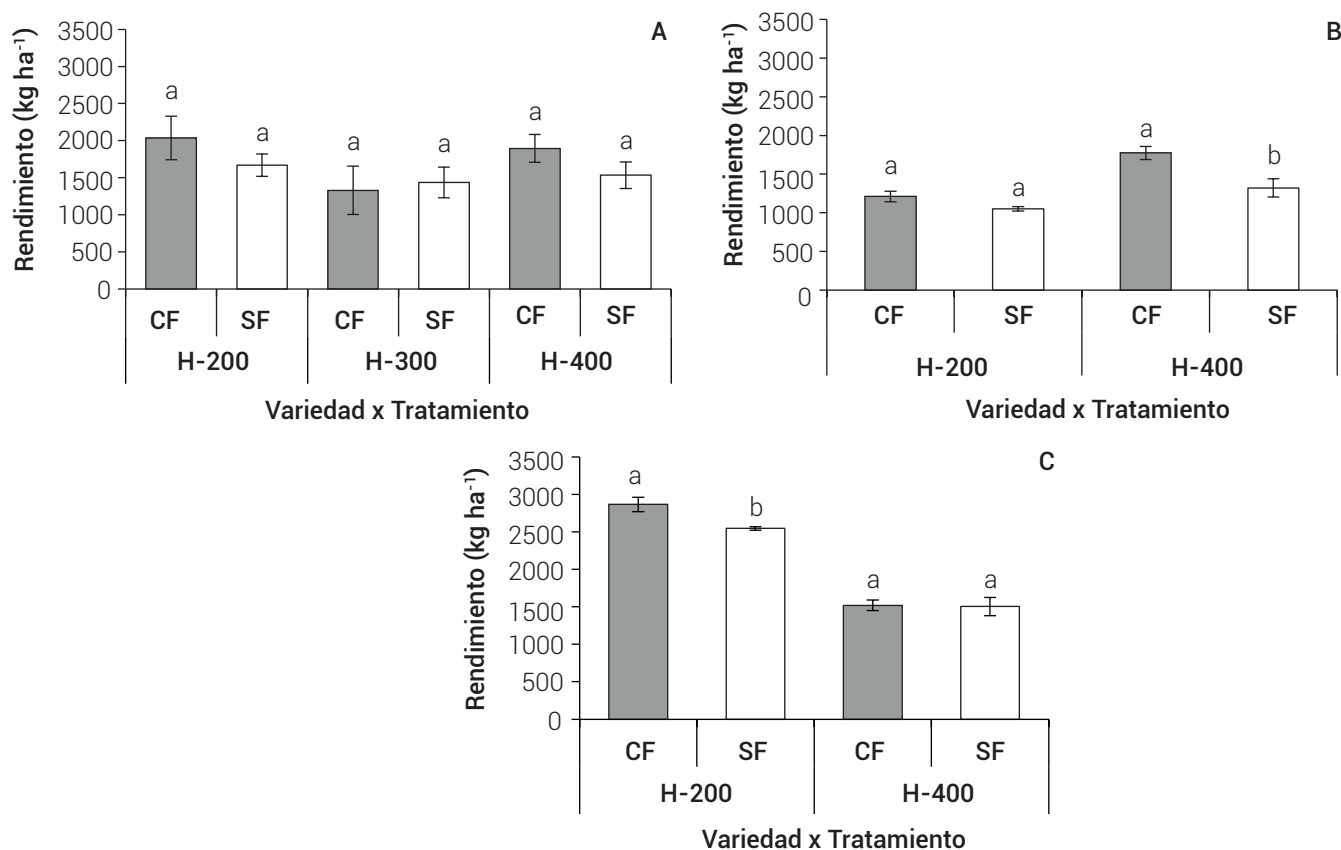 A
Rendimiento (kg ha⁻¹)
3500
3000
2500
2000
1500
1000
500
0
a a a a a a
CF SF CF SF CF SF
H-200 H-300 H-400
Variedad x Tratamiento
B
Rendimiento (kg ha⁻¹)
3500
3000
2500
2000
1500
1000
500
0
a a a b
CF SF CF SF
H-200 H-400
Variedad x Tratamiento
C
Rendimiento (kg ha⁻¹)
3500
3000
2500
2000
1500
1000
500
0
a b a a
CF SF CF SF
H-200 H-400
Variedad x Tratamiento